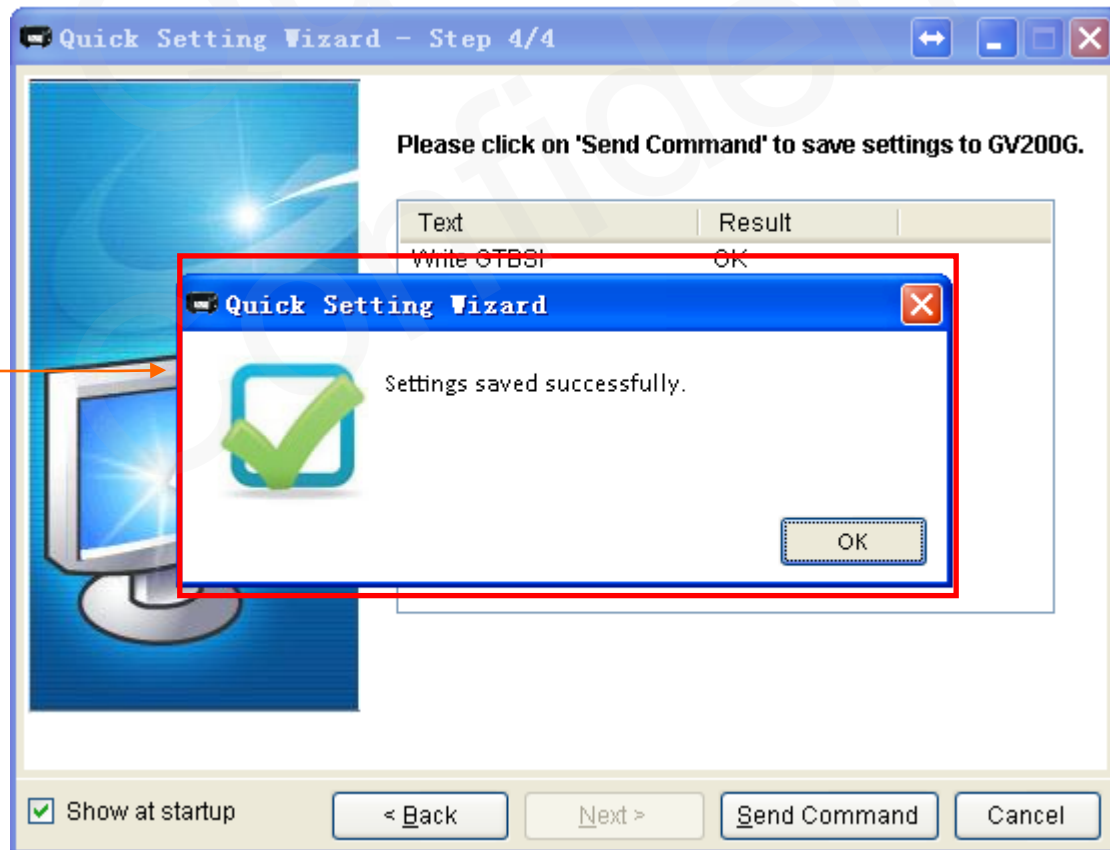 Quick Setting Wizard - Step 4/4
Please click on 'Send Command' to save settings to GV200G.
Text Result
Write GTBSI OK
Quick Setting Wizard
Settings saved successfully.
OK
Show at startup
< Back
Next >
Send Command
Cancel